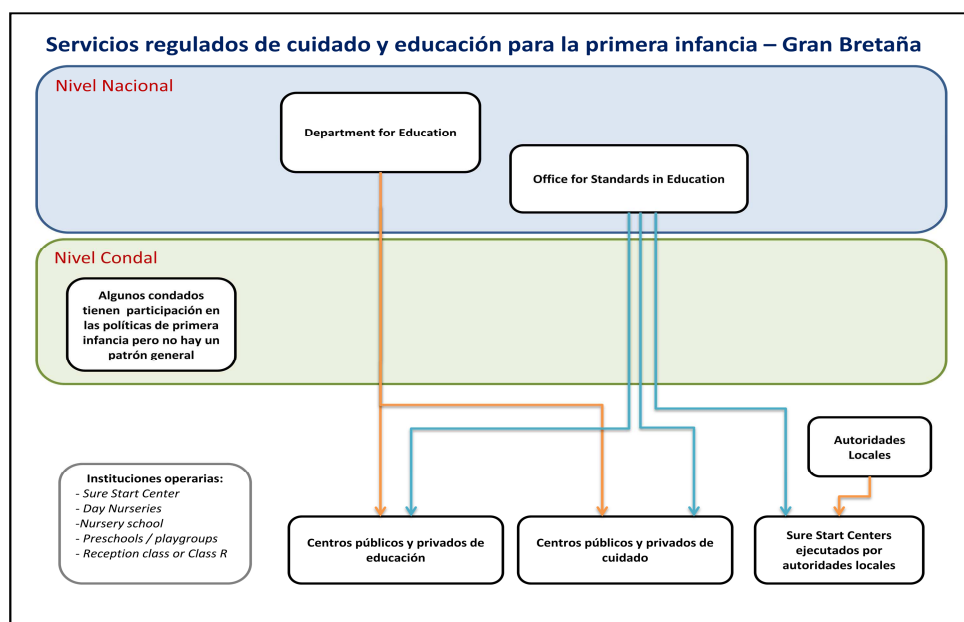 Servicios regulados de cuidado y educación para la primera infancia – Gran Bretaña
Nivel Nacional
Department for Education
Office for Standards in Education
Nivel Condal
Algunos condados
tienen participación en
las políticas de primera
infancia pero no hay un
patrón general
Autoridades
Locales
Instituciones operarias:
- Sure Start Center
- Day Nurseries
-Nursery school
- Preschools / playgroups
- Reception class or Class R
Centros públicos y privados de
educación
Centros públicos y privados de
cuidado
Sure Start Centers
ejecutados por
autoridades locales